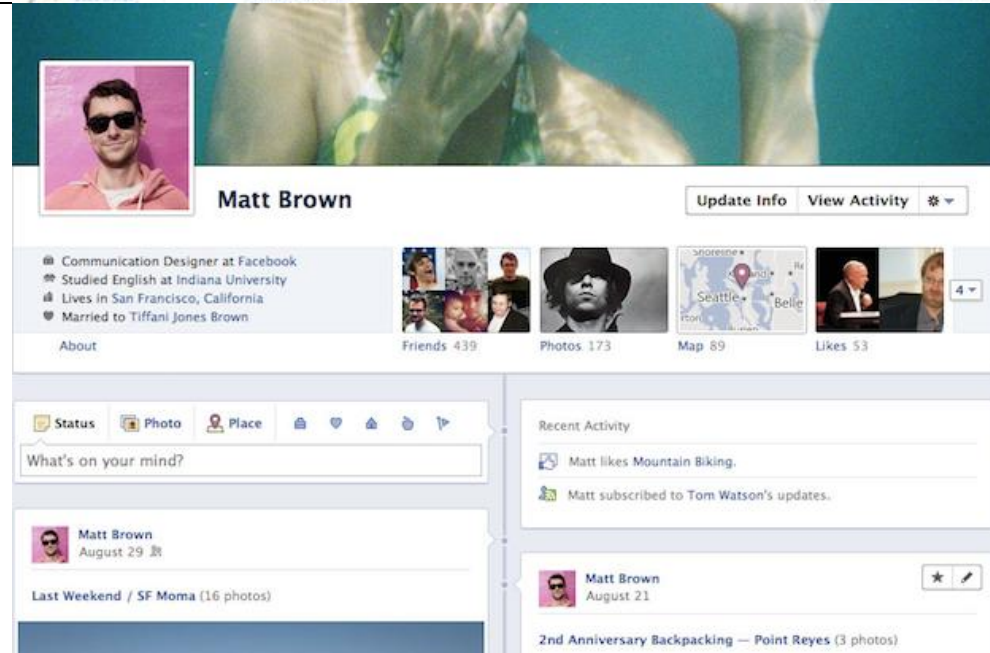 Matt Brown
Update Info
View Activity
Communication Designer at Facebook
Studied English at Indiana University
Lives in San Francisco, California
Married to Tiffani Jones Brown
About
Friends 439
Photos 173
Map 89
Likes 53
Seattle
Belle
4
Status
Photo
Place
What's on your mind?
Recent Activity
Matt likes Mountain Biking.
Matt subscribed to Tom Watson's updates.
Matt Brown
August 29
Last Weekend / SF Moma (16 photos)
Matt Brown
August 21
2nd Anniversary Backpacking — Point Reyes (3 photos)